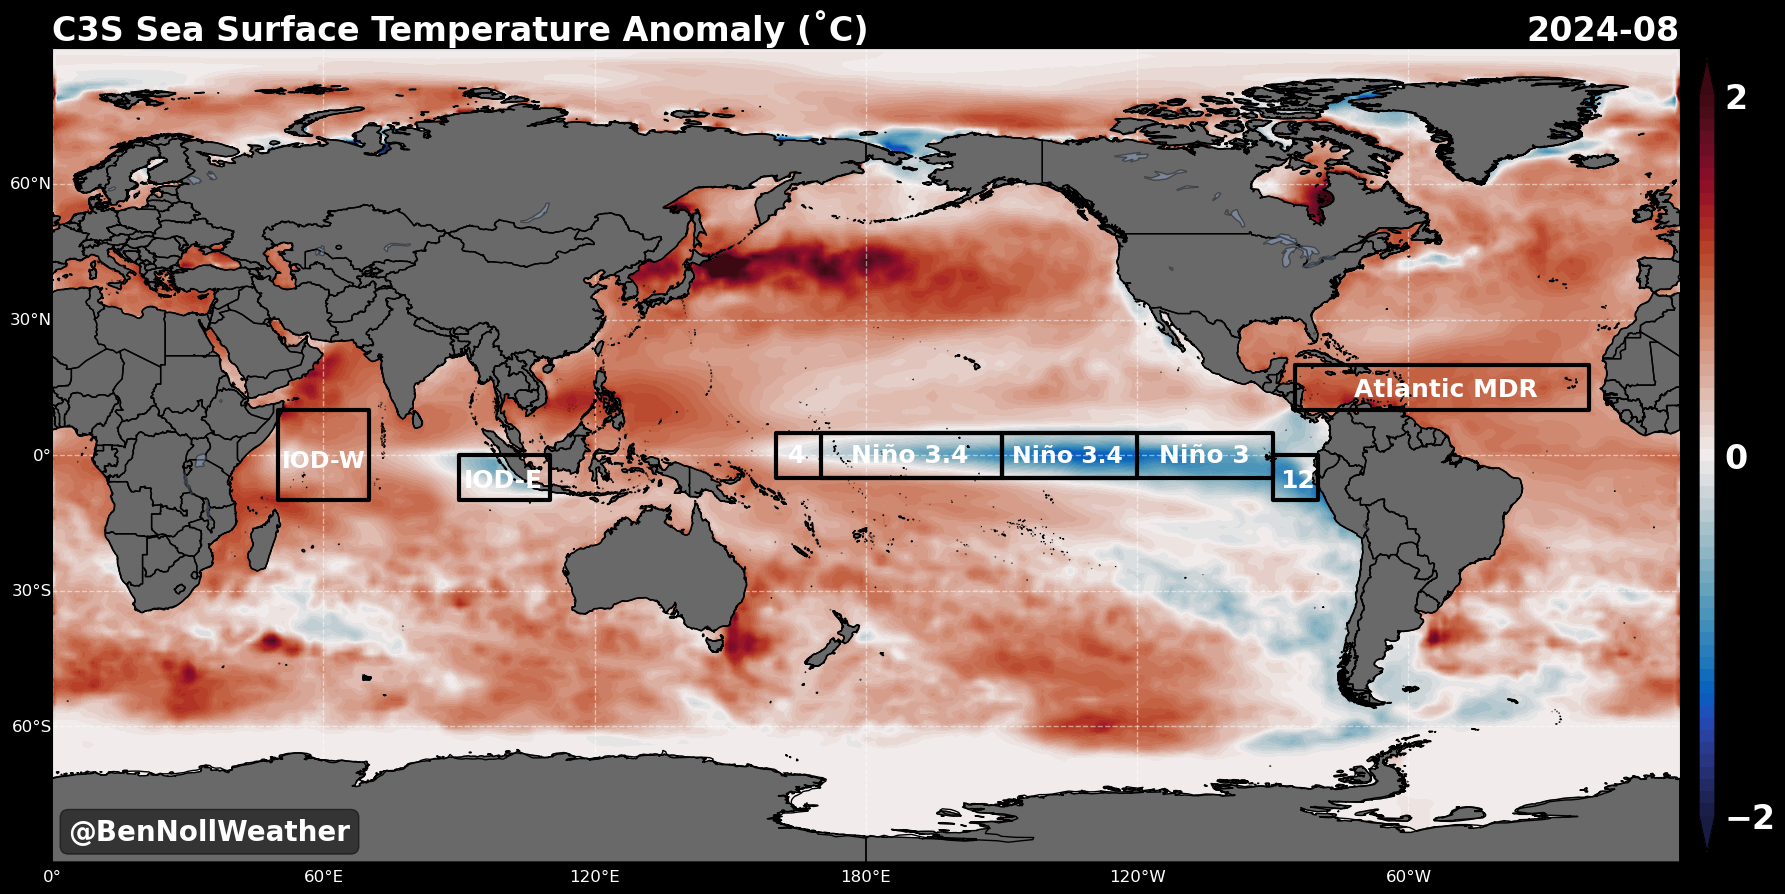 C3S Sea Surface Temperature Anomaly (˚C)
2024-08
2
0
−2
60°N
30°N
0°
30°S
60°S
IOD-W
IOD-E
4
Niño 3.4
Niño 3.4
Niño 3
12
Atlantic MDR
@BenNollWeather
0°
60°E
120°E
180°E
120°W
60°W